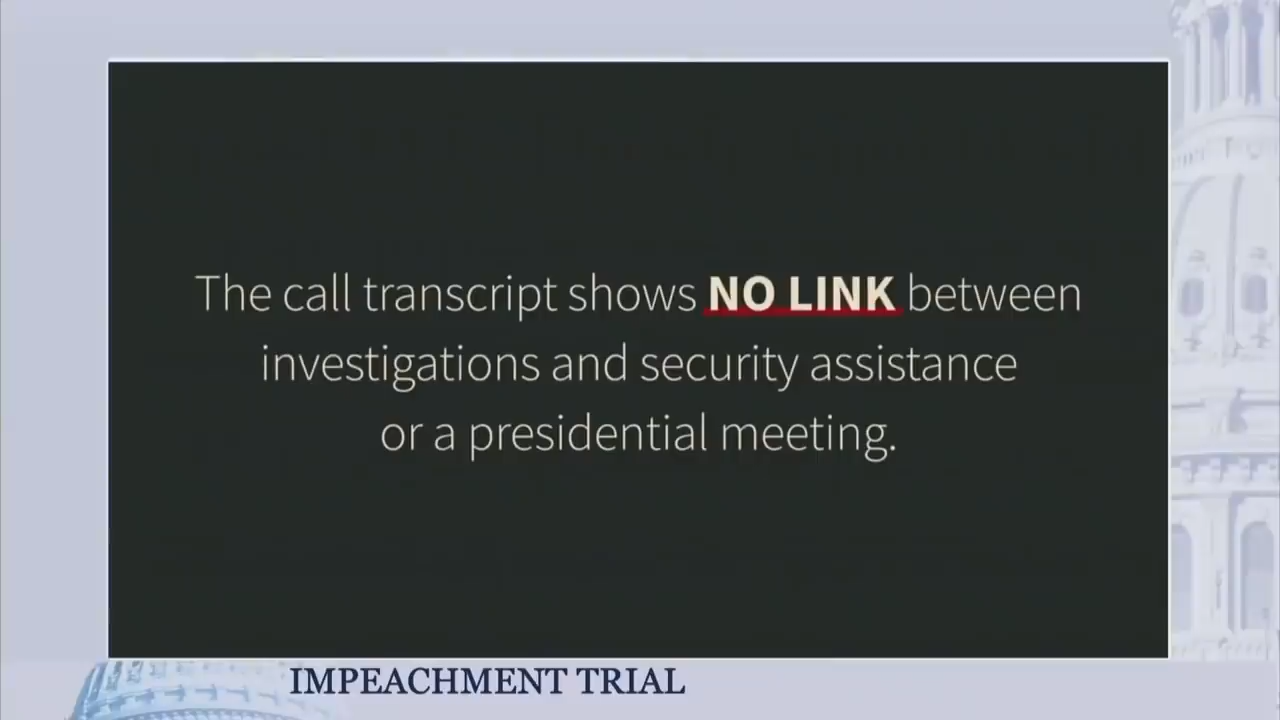 The call transcript shows NO LINK between
investigations and security assistance
or a presidential meeting.
IMPEACHMENT TRIAL